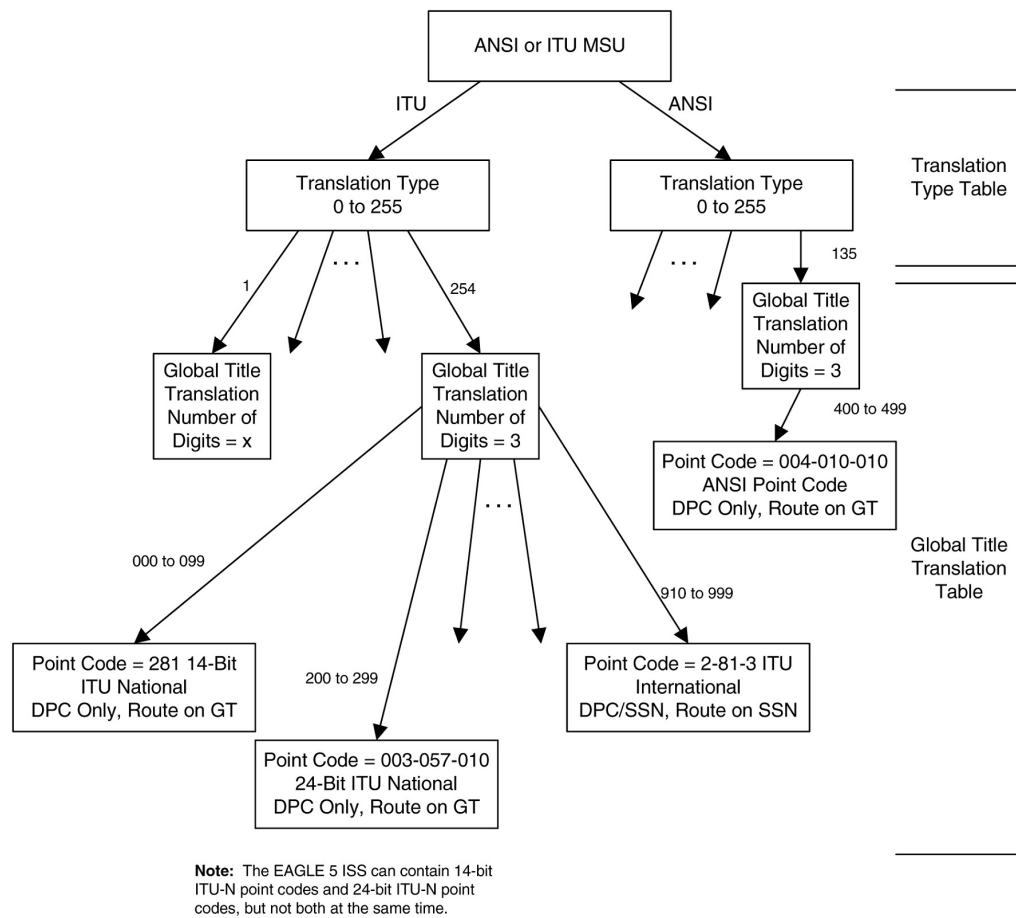 ANSI or ITU MSU
ITU
ANSI
Translation Type
0 to 255
Translation Type
0 to 255
Translation
Type Table
1
...
254
...
135
Global Title
Translation
Number of
Digits = x
Global Title
Translation
Number of
Digits = 3
Global Title
Translation
Number of
Digits = 3
400 to 499
Point Code = 004-010-010
ANSI Point Code
DPC Only, Route on GT
Global Title
Translation
Table
...
000 to 099
200 to 299
910 to 999
Point Code = 281 14-Bit
ITU National
DPC Only, Route on GT
Point Code = 003-057-010
24-Bit ITU National
DPC Only, Route on GT
Point Code = 2-81-3 ITU
International
DPC/SSN, Route on SSN
Note: The EAGLE 5 ISS can contain 14-bit
ITU-N point codes and 24-bit ITU-N point
codes, but not both at the same time.